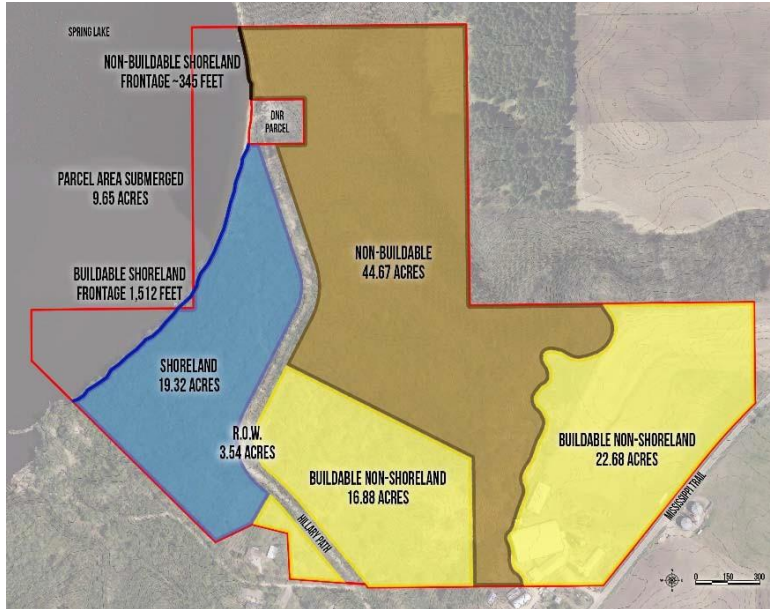 SPRING LAKE
NON-BUILDABLE SHORELAND
FRONTAGE ~345 FEET
DNR
PARCEL
PARCEL AREA SUBMERGED
9.65 ACRES
NON-BUILDABLE
44.67 ACRES
BUILDABLE SHORELAND
FRONTAGE 1,512 FEET
SHORELAND
19.32 ACRES
R.O.W.
3.54 ACRES
BUILDABLE NON-SHORELAND
22.68 ACRES
BUILDABLE NON-SHORELAND
16.88 ACRES
MISSISSIPPI TRAIL
HILLARY PATH
0 150 300